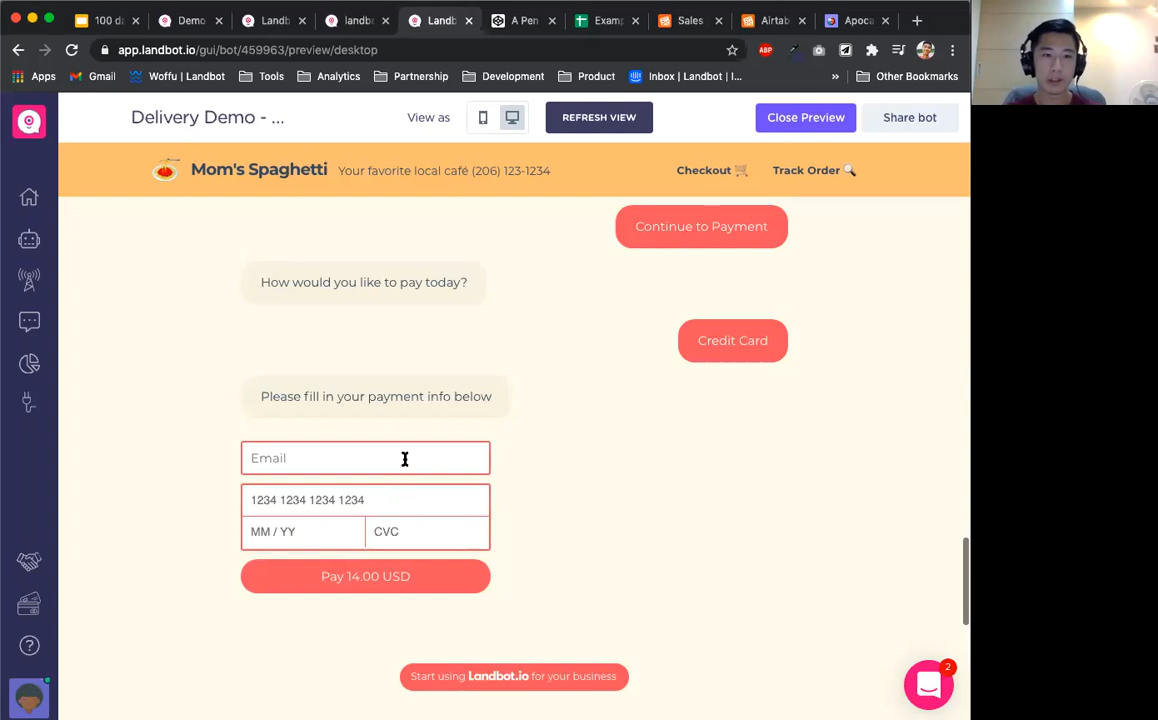 100 da
Demo
Landb
landbo
Landb
A Pen
Examp
Sales
Airtab
Apoca
app.landbot.io/gui/bot/459963/preview/desktop
ABP
Apps
Gmail
Woffu | Landbot
Tools
Analytics
Partnership
Development
Product
Inbox | Landbot | I...
»
Other Bookmarks
Delivery Demo - ...
View as
REFRESH VIEW
Close Preview
Share bot
Mom's Spaghetti
Your favorite local café (206) 123-1234
Checkout 🛒
Track Order 🔍
Continue to Payment
How would you like to pay today?
Credit Card
Please fill in your payment info below
Email
1234 1234 1234 1234
MM / YY
CVC
Pay 14.00 USD
Start using Landbot.io for your business
2